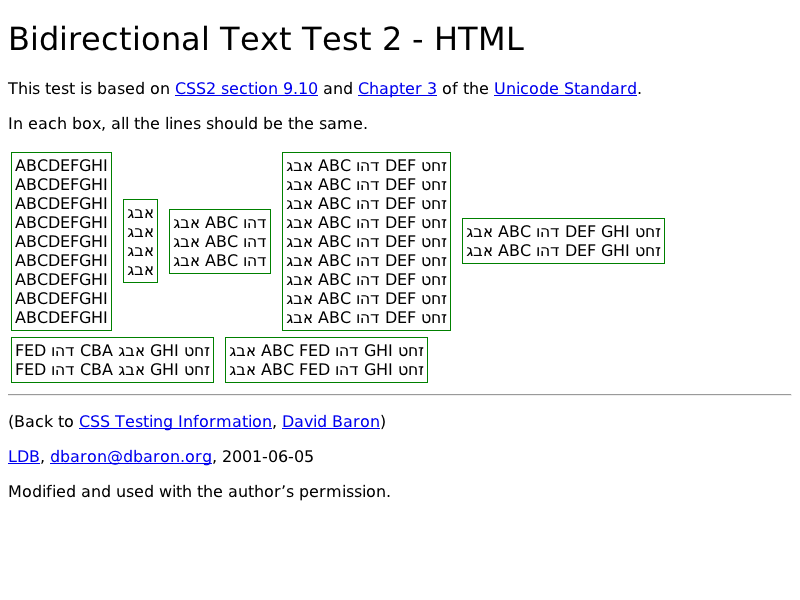 Bidirectional Text Test 2 - HTML
This test is based on CSS2 section 9.10 and Chapter 3 of the Unicode Standard.
In each box, all the lines should be the same.
ABCDEFGHI
ABCDEFGHI
ABCDEFGHI
ABCDEFGHI
ABCDEFGHI
ABCDEFGHI
ABCDEFGHI
ABCDEFGHI
ABCDEFGHI
אבג
אבג
אבג
אבג
אבג ABC דהו
אבג ABC דהו
אבג ABC דהו
אבג ABC דהו DEF זחט
אבג ABC דהו DEF זחט
אבג ABC דהו DEF זחט
אבג ABC דהו DEF זחט
אבג ABC דהו DEF זחט
אבג ABC דהו DEF זחט
אבג ABC דהו DEF זחט
אבג ABC דהו DEF זחט
אבג ABC דהו DEF זחט
אבג ABC דהו DEF GHI זחט
אבג ABC דהו DEF GHI זחט
FED דהו CBA אבג GHI זחט
FED דהו CBA אבג GHI זחט
אבג ABC FED דהו GHI זחט
אבג ABC FED דהו GHI זחט
(Back to CSS Testing Information, David Baron)
LDB, dbaron@dbaron.org, 2001-06-05
Modified and used with the author’s permission.